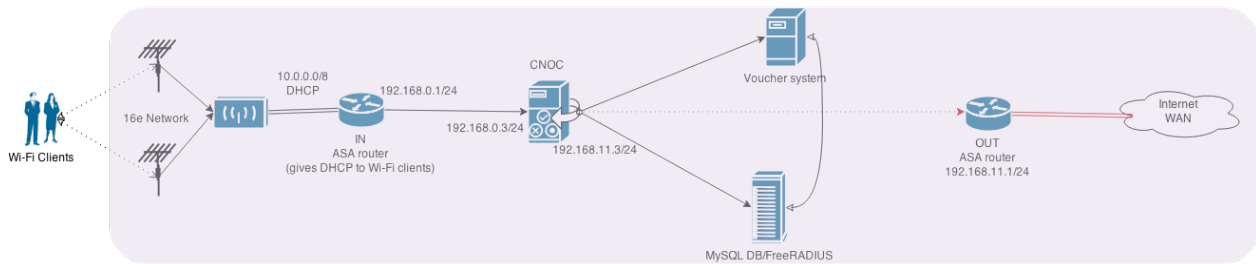 Wi-Fi Clients
16e Network
10.0.0.0/8
DHCP
192.168.0.1/24
IN
ASA router
(gives DHCP to Wi-Fi clients)
CNOC
192.168.0.3/24
192.168.11.3/24
Voucher system
MySQL DB/FreeRADIUS
OUT
ASA router
192.168.11.1/24
Internet
WAN